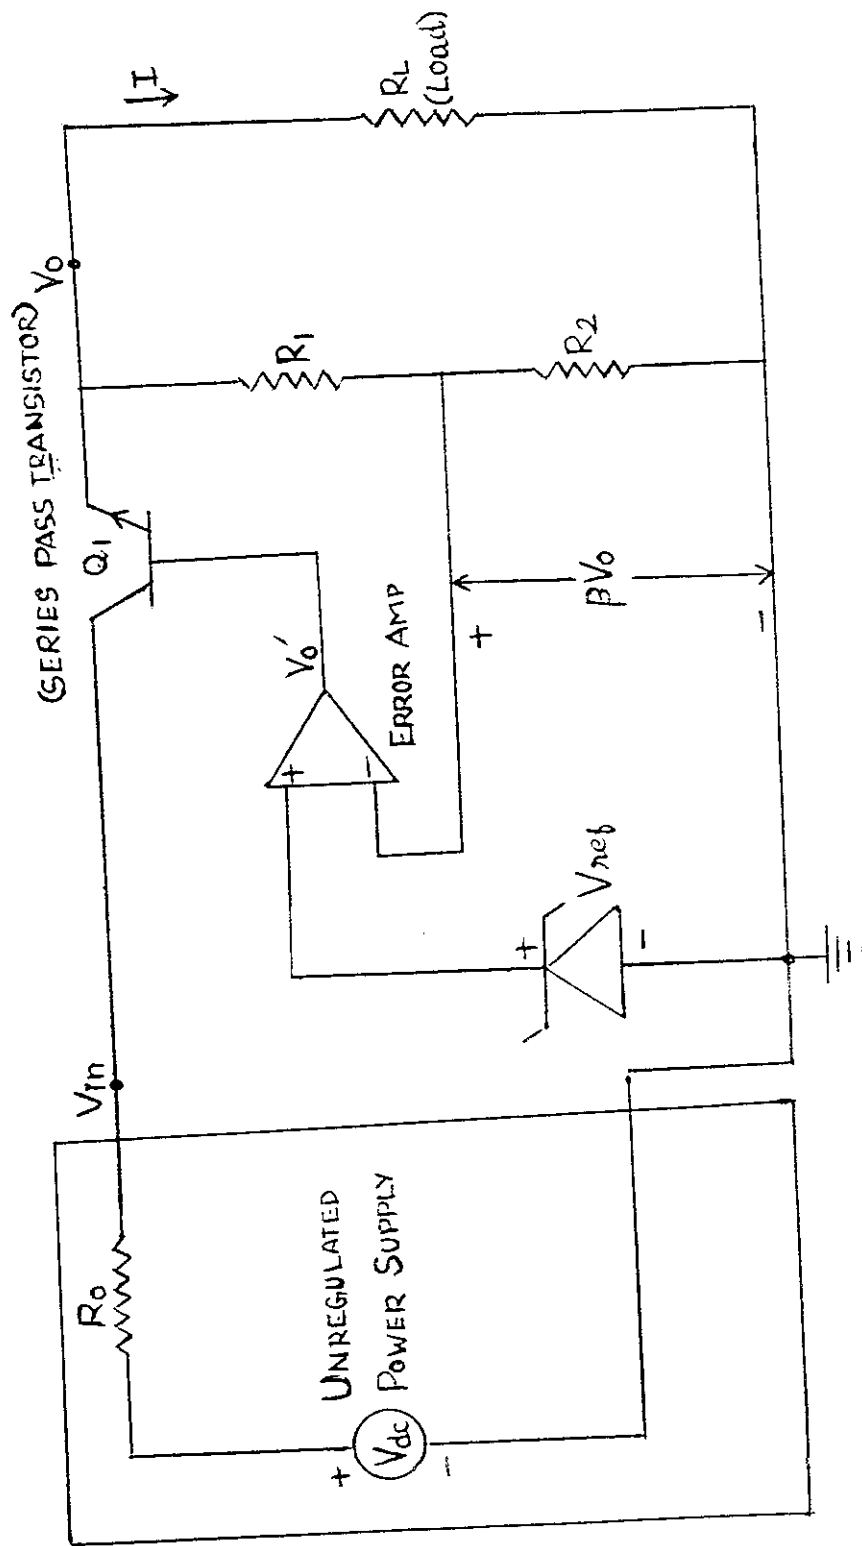 (SERIES PASS TRANSISTOR)
Q1
Vo
I
Vin
Ro
R1
RL
(Load)
Vo'
+
-
ERROR AMP
UNREGULATED
POWER SUPPLY
+
Vdc
-
+
Vref
-
+
βVo
-
R2